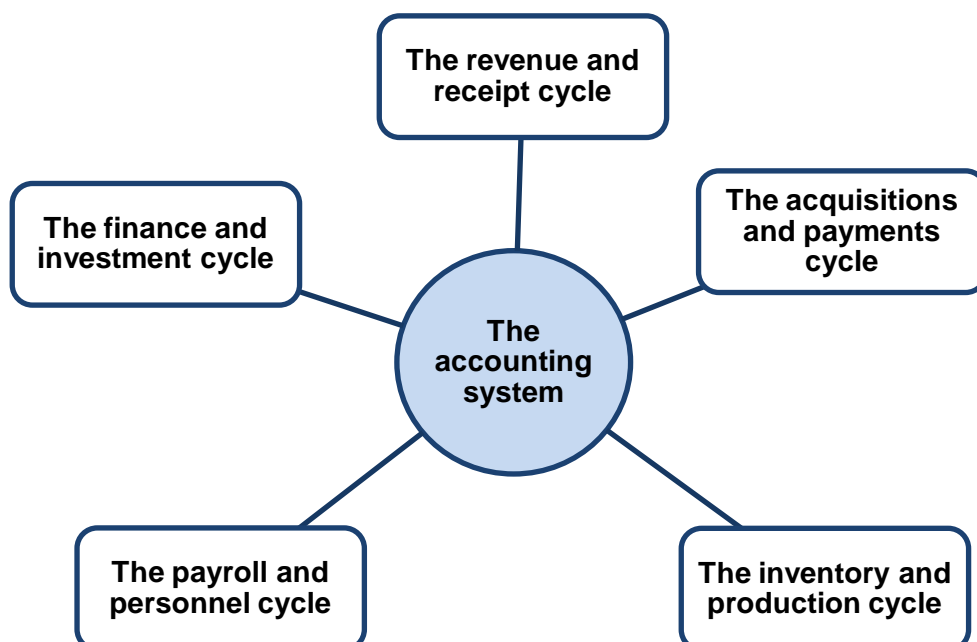 The revenue and
receipt cycle
The acquisitions
and payments
cycle
The finance and
investment cycle
The
accounting
system
The payroll and
personnel cycle
The inventory and
production cycle